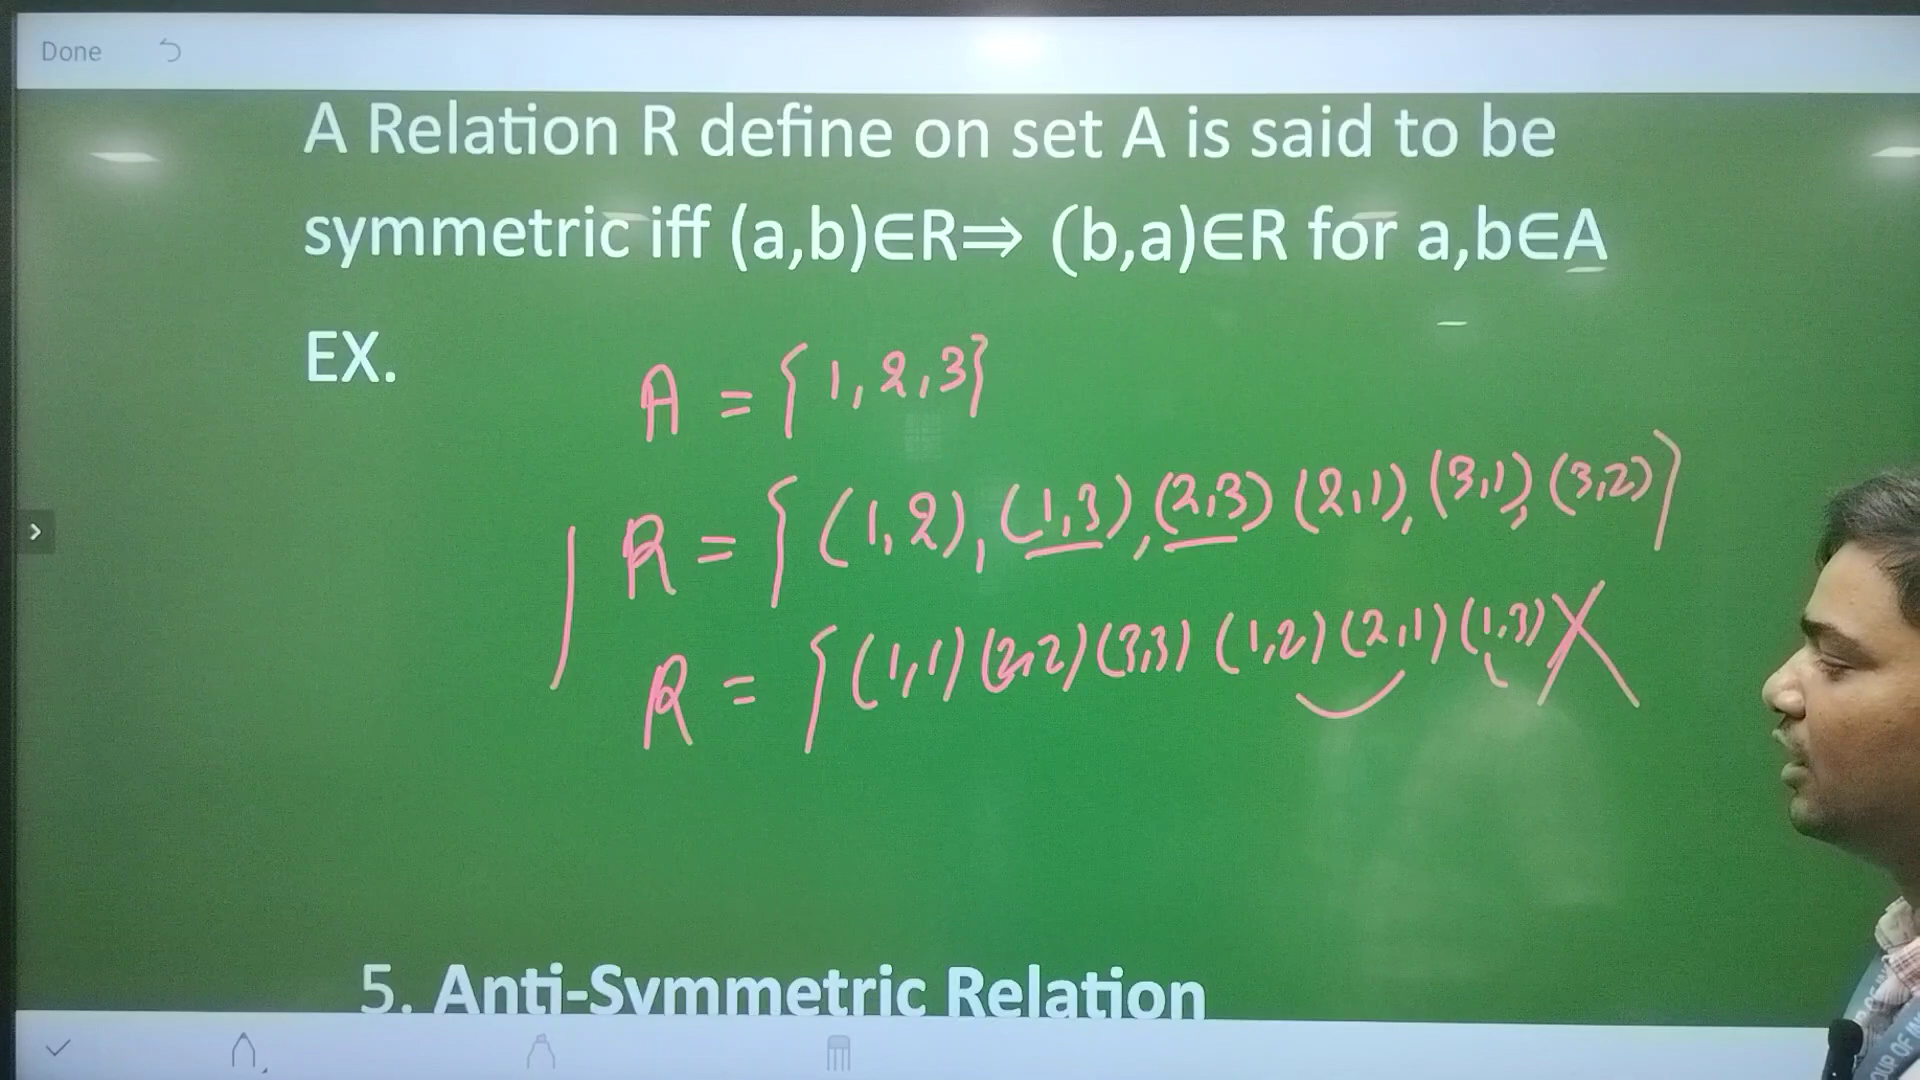 Done
A Relation R define on set A is said to be
symmetric iff (a,b)∈R⇒ (b,a)∈R for a,b∈A
EX.
A = {1,2,3}
R = {(1,2), (1,3), (2,3) (2,1), (3,1), (3,2)}
R = {(1,1) (2,2) (3,3) (1,2) (2,1) (1,3)
5. Anti-Symmetric Relation